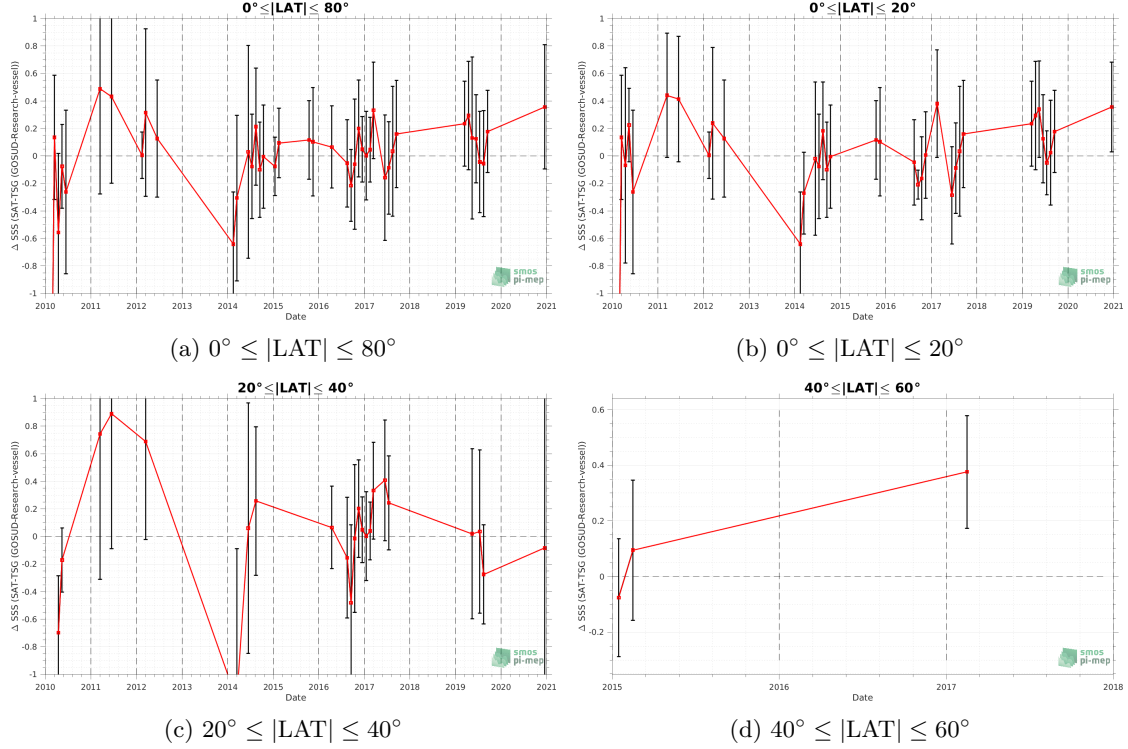 0°≤|LAT|≤ 80°
Δ SSS (SAT-TSG (GOSUD-Research-vessel))
1
0.8
0.6
0.4
0.2
0
-0.2
-0.4
-0.6
-0.8
-1
smos
pi-mep
2010 2011 2012 2013 2014 2015 2016 2017 2018 2019 2020 2021
Date
(a) 0° ≤ |LAT| ≤ 80°
0°≤|LAT|≤ 20°
Δ SSS (SAT-TSG (GOSUD-Research-vessel))
1
0.8
0.6
0.4
0.2
0
-0.2
-0.4
-0.6
-0.8
-1
smos
pi-mep
2010 2011 2012 2013 2014 2015 2016 2017 2018 2019 2020 2021
Date
(b) 0° ≤ |LAT| ≤ 20°
20°≤|LAT|≤ 40°
Δ SSS (SAT-TSG (GOSUD-Research-vessel))
1
0.8
0.6
0.4
0.2
0
-0.2
-0.4
-0.6
-0.8
-1
smos
pi-mep
2010 2011 2012 2013 2014 2015 2016 2017 2018 2019 2020 2021
Date
(c) 20° ≤ |LAT| ≤ 40°
40°≤|LAT|≤ 60°
Δ SSS (SAT-TSG (GOSUD-Research-vessel))
0.6
0.4
0.2
0
-0.2
smos
pi-mep
2015 2016 2017 2018
Date
(d) 40° ≤ |LAT| ≤ 60°